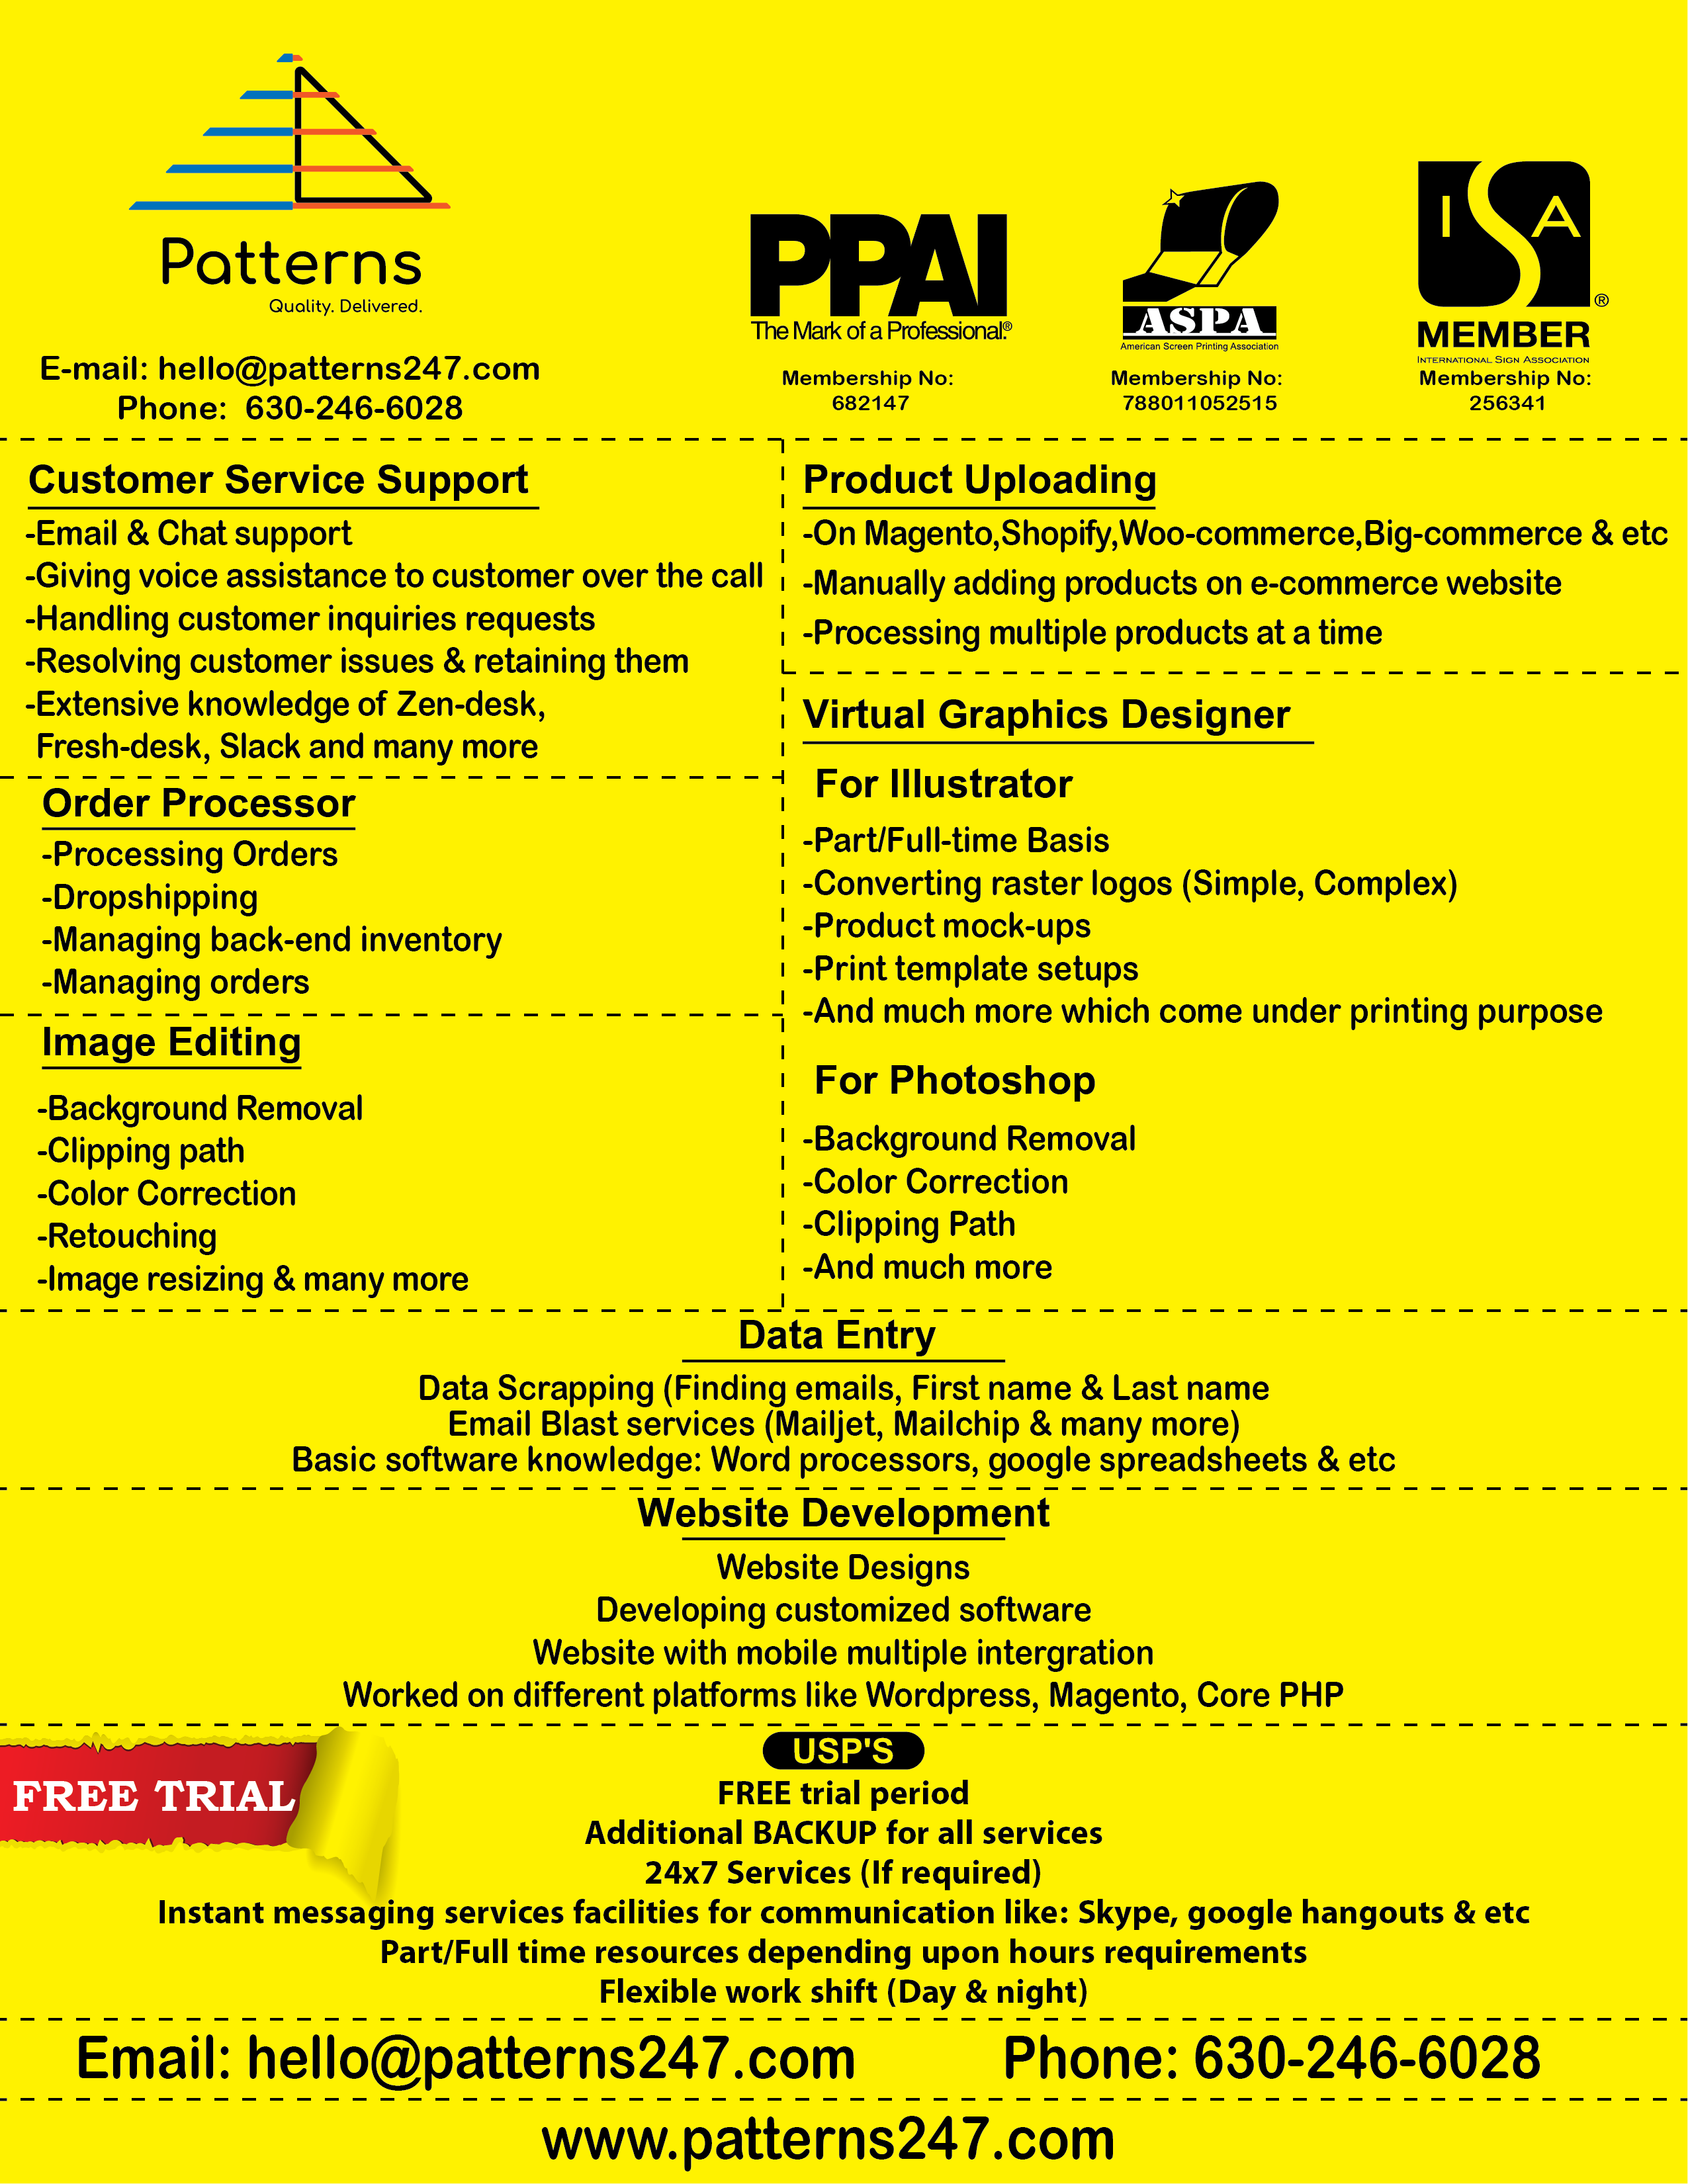 Patterns
Quality. Delivered.
E-mail: hello@patterns247.com
Phone: 630-246-6028
PPAI
The Mark of a Professional.®
Membership No:
682147
ASPA
American Screen Printing Association
Membership No:
788011052515
ISA
®
MEMBER
INTERNATIONAL SIGN ASSOCIATION
Membership No:
256341
Customer Service Support
-Email & Chat support
-Giving voice assistance to customer over the call
-Handling customer inquiries requests
-Resolving customer issues & retaining them
-Extensive knowledge of Zen-desk,
Fresh-desk, Slack and many more
Order Processor
-Processing Orders
-Dropshipping
-Managing back-end inventory
-Managing orders
Image Editing
-Background Removal
-Clipping path
-Color Correction
-Retouching
-Image resizing & many more
Product Uploading
-On Magento,Shopify,Woo-commerce,Big-commerce & etc
-Manually adding products on e-commerce website
-Processing multiple products at a time
Virtual Graphics Designer
For Illustrator
-Part/Full-time Basis
-Converting raster logos (Simple, Complex)
-Product mock-ups
-Print template setups
-And much more which come under printing purpose
For Photoshop
-Background Removal
-Color Correction
-Clipping Path
-And much more
Data Entry
Data Scrapping (Finding emails, First name & Last name
Email Blast services (Mailjet, Mailchip & many more)
Basic software knowledge: Word processors, google spreadsheets & etc
Website Development
Website Designs
Developing customized software
Website with mobile multiple intergration
Worked on different platforms like Wordpress, Magento, Core PHP
FREE TRIAL
USP'S
FREE trial period
Additional BACKUP for all services
24x7 Services (If required)
Instant messaging services facilities for communication like: Skype, google hangouts & etc
Part/Full time resources depending upon hours requirements
Flexible work shift (Day & night)
Email: hello@patterns247.com
Phone: 630-246-6028
www.patterns247.com